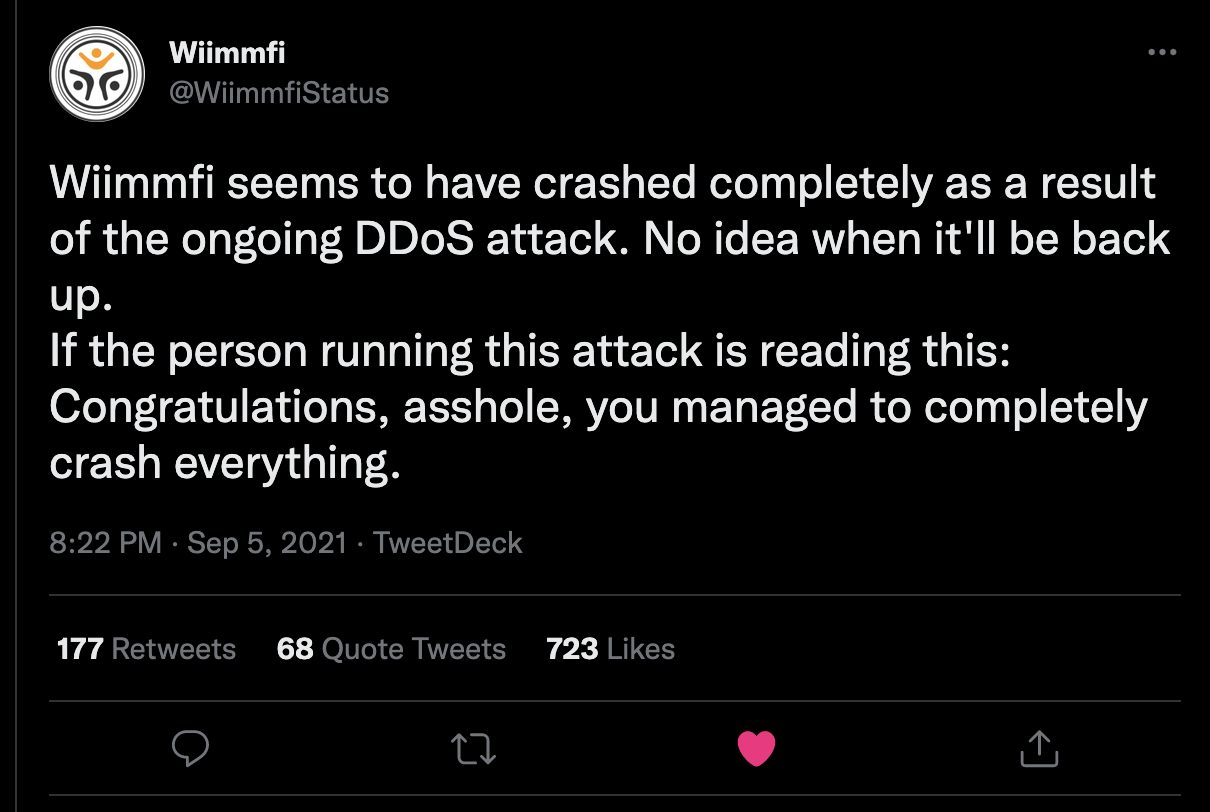 Wiimmfi
@WiimmfiStatus
Wiimmfi seems to have crashed completely as a result
of the ongoing DDoS attack. No idea when it'll be back
up.
If the person running this attack is reading this:
Congratulations, asshole, you managed to completely
crash everything.
8:22 PM · Sep 5, 2021 · TweetDeck
177 Retweets 68 Quote Tweets 723 Likes